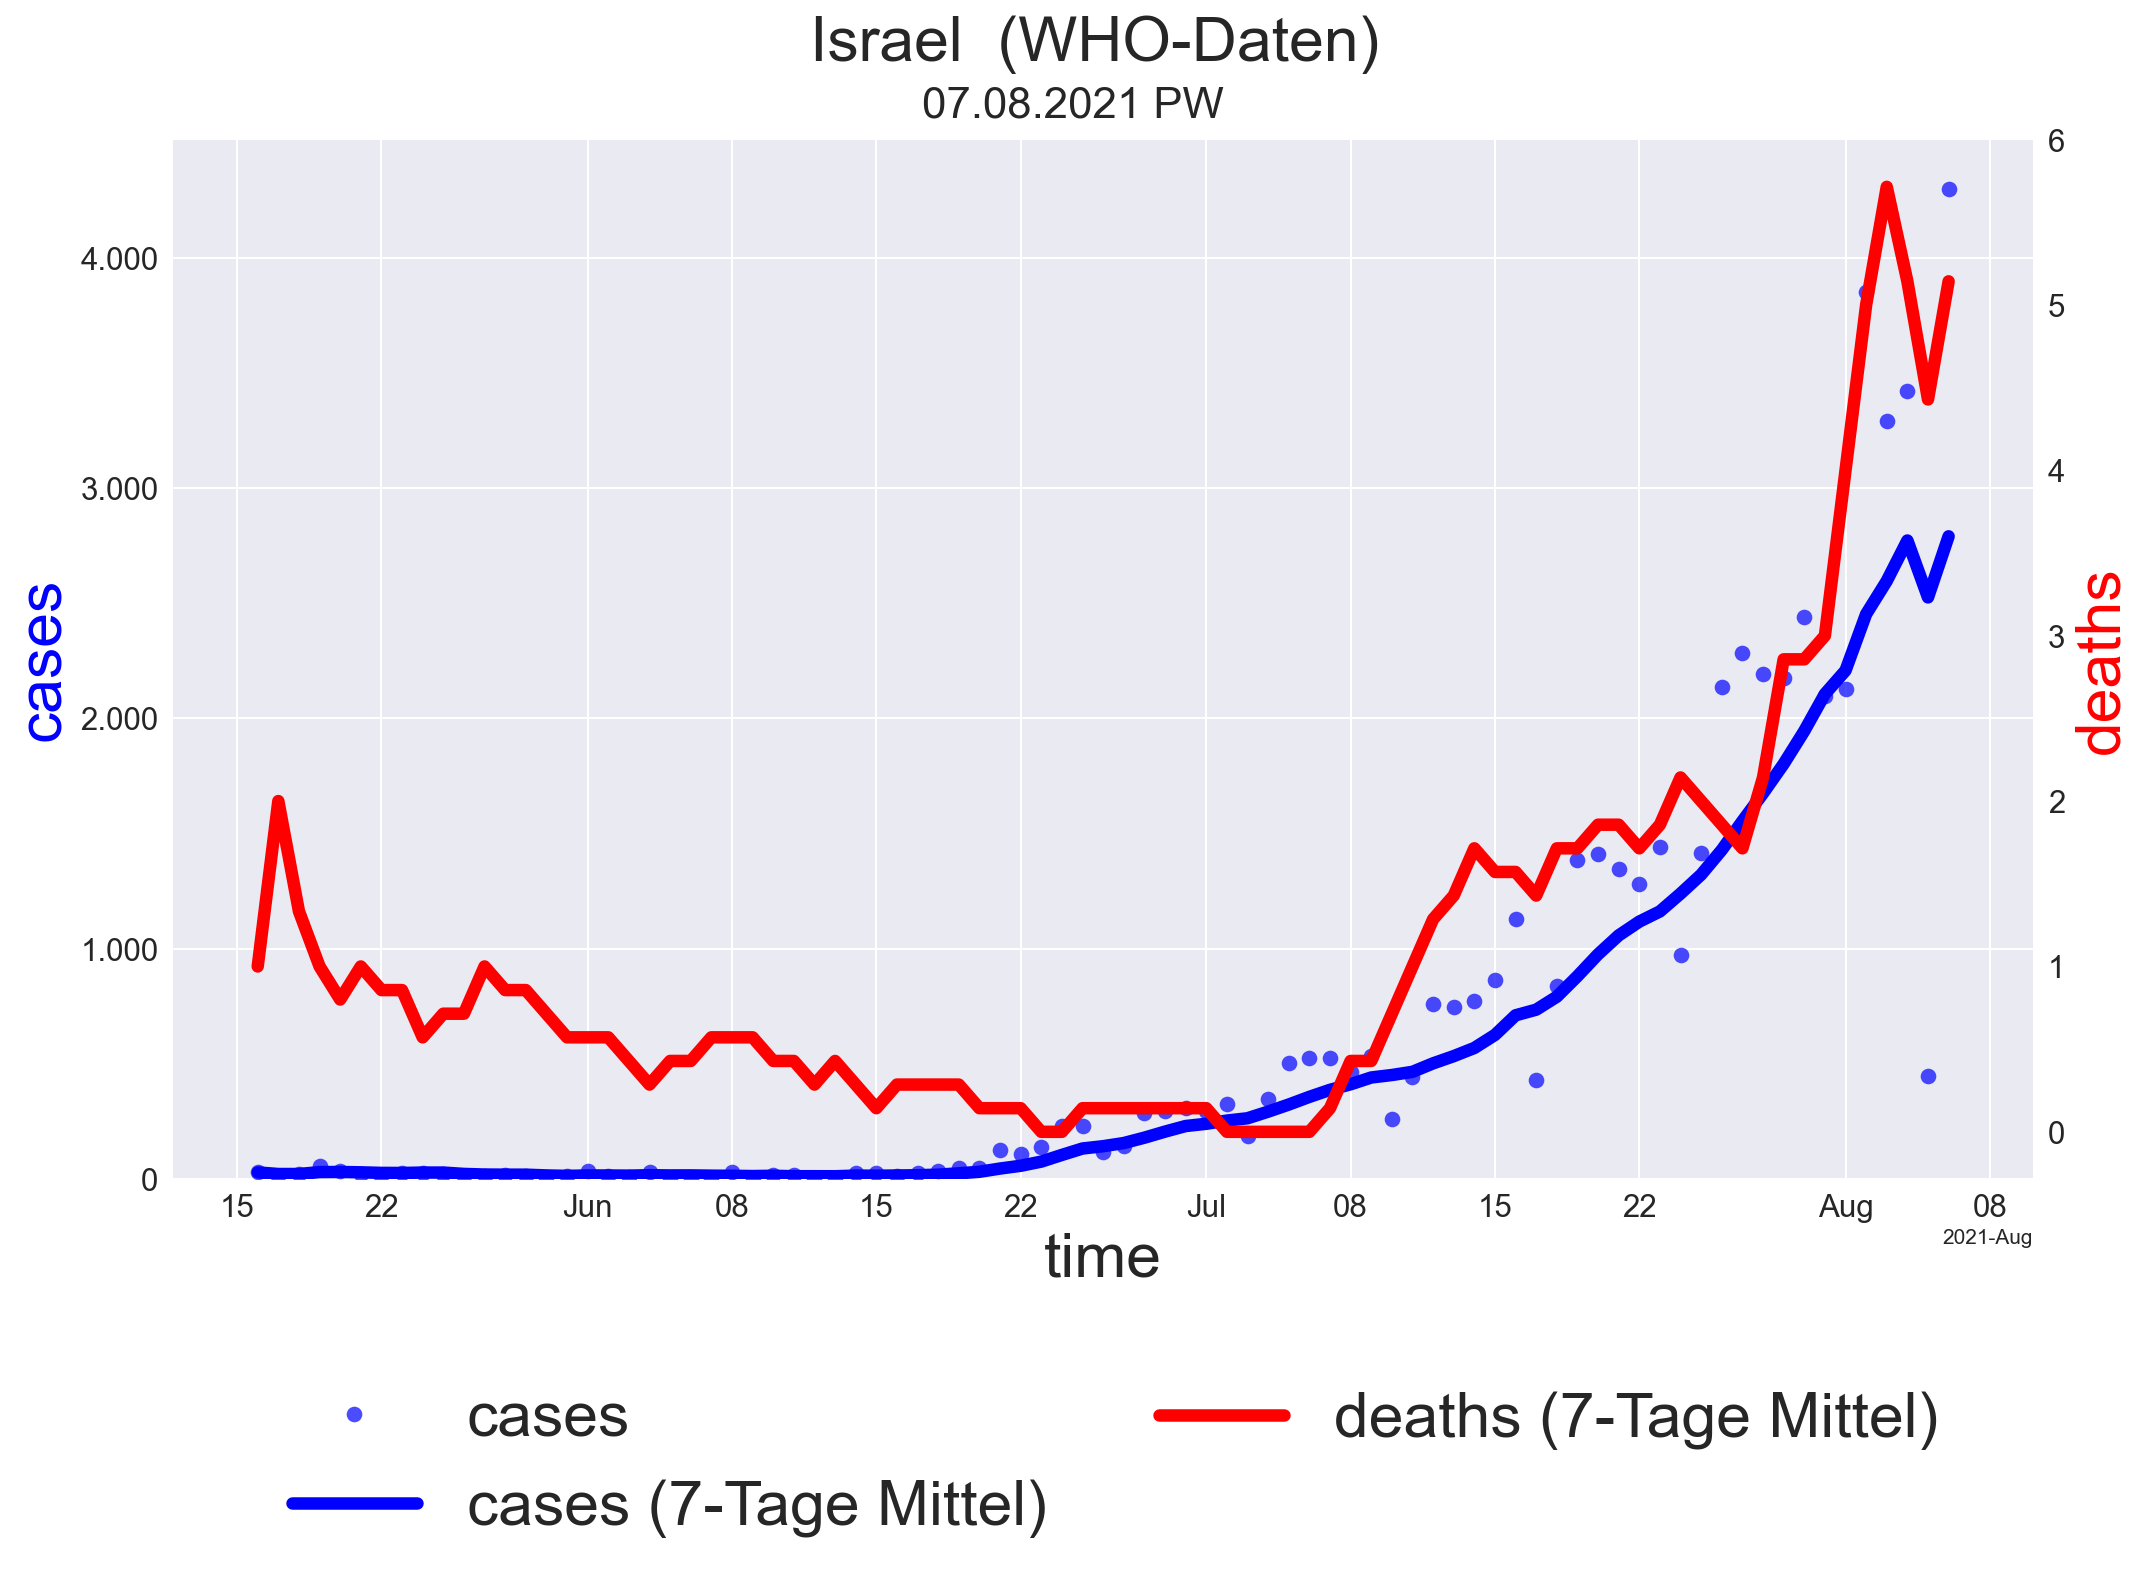 Israel  (WHO-Daten)
07.08.2021 PW
6
5
4
3
2
1
0
4.000
3.000
2.000
1.000
0
cases
deaths
15 22 Jun 08 15 22 Jul 08 15 22 Aug 08
2021-Aug
time
cases
cases (7-Tage Mittel)
deaths (7-Tage Mittel)